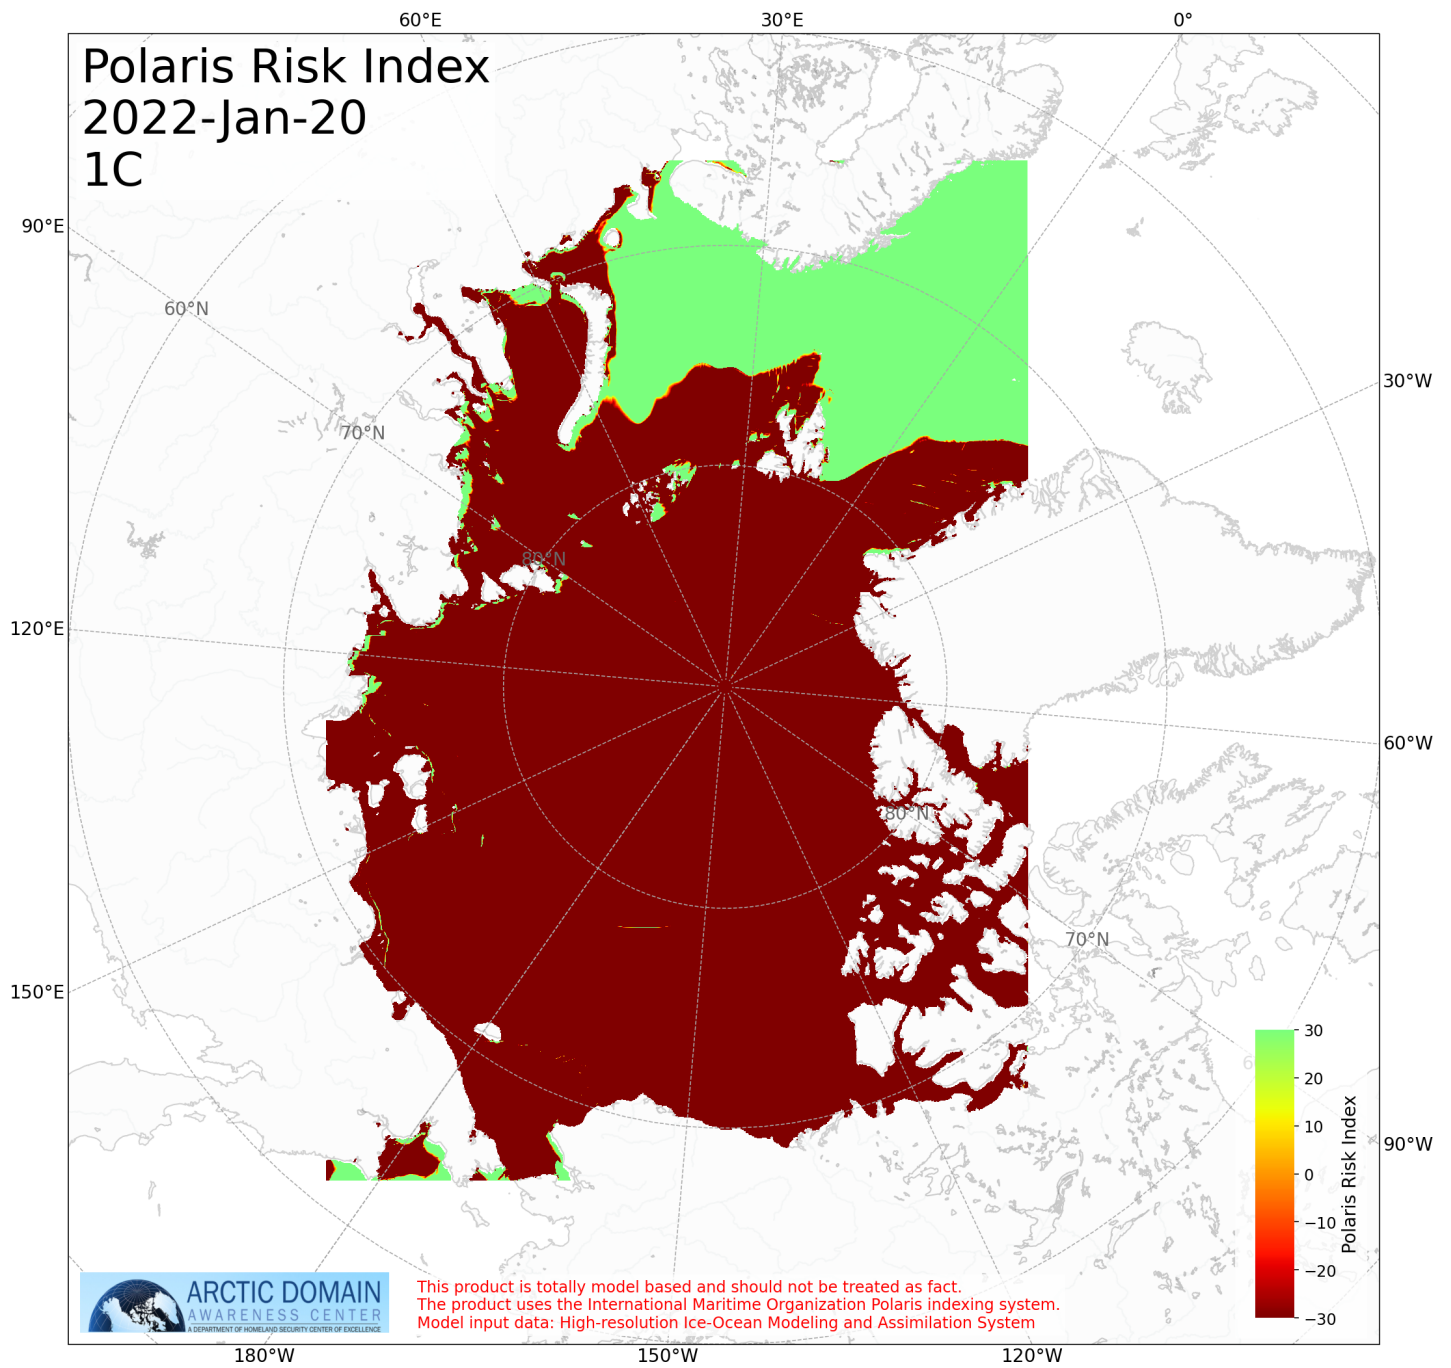 60°E
30°E
0°
Polaris Risk Index
2022-Jan-20
1C
90°E
60°N
30°W
70°N
80°N
120°E
60°W
80°N
70°N
150°E
30
20
10
0
−10
−20
−30
Polaris Risk Index
90°W
ARCTIC DOMAIN
AWARENESS CENTER
A DEPARTMENT OF HOMELAND SECURITY CENTER OF EXCELLENCE
This product is totally model based and should not be treated as fact.
The product uses the International Maritime Organization Polaris indexing system.
Model input data: High-resolution Ice-Ocean Modeling and Assimilation System
180°W
150°W
120°W